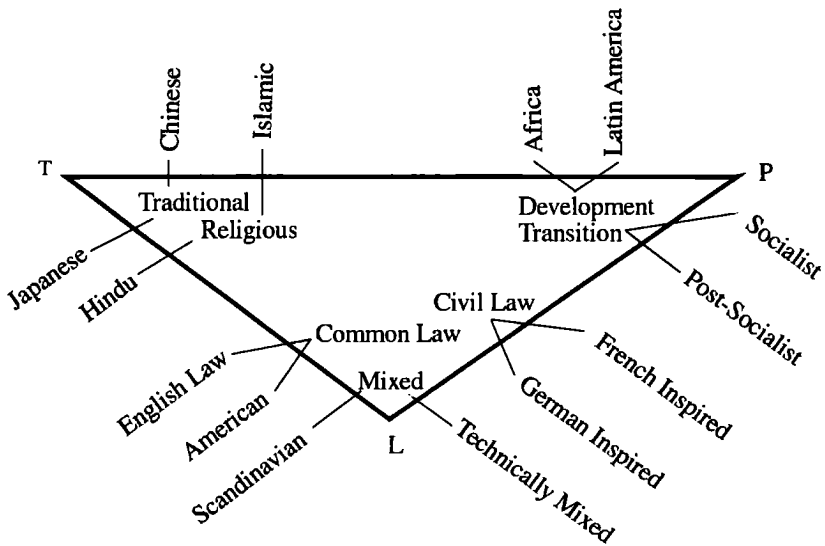 Chinese
Islamic
Africa
Latin America
T
P
Traditional
Religious
Development
Transition
Japanese
Hindu
Socialist
Post-Socialist
Civil Law
Common Law
Mixed
English Law
American
Scandinavian
L
French Inspired
German Inspired
Technically Mixed